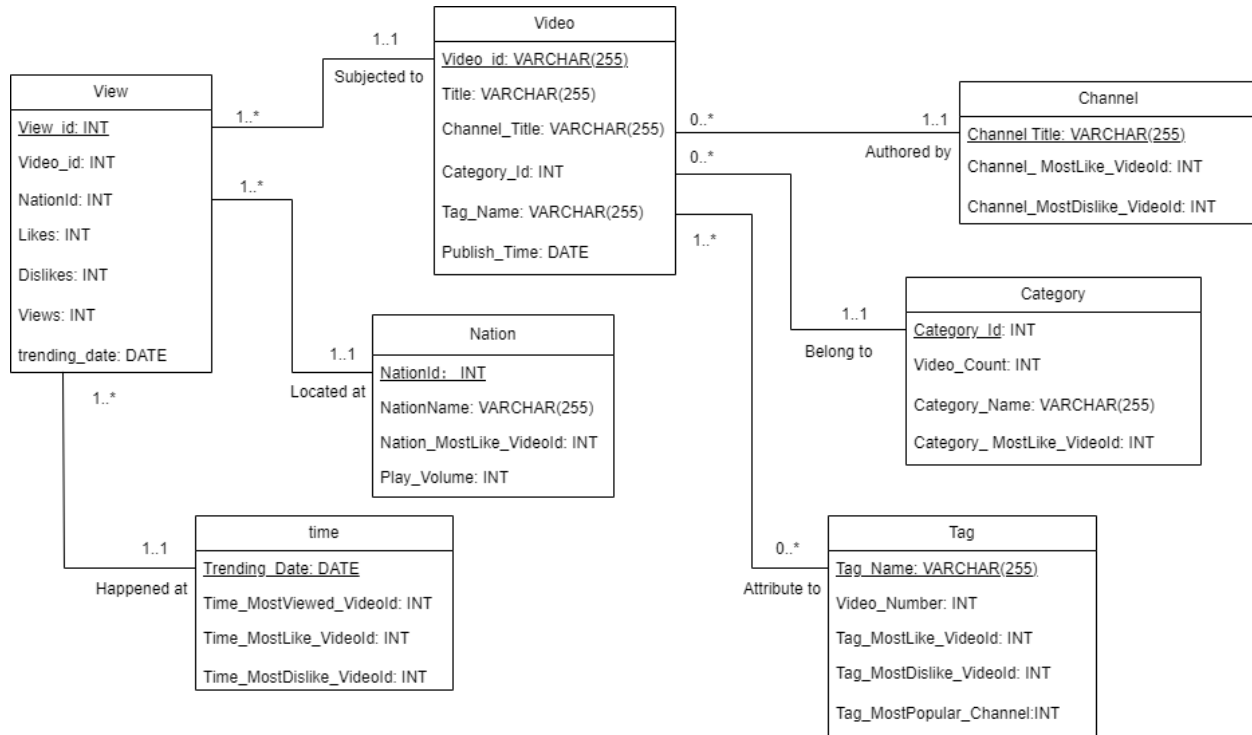 Video
Video_id: VARCHAR(255)
Title: VARCHAR(255)
Channel_Title: VARCHAR(255)
Category_Id: INT
Tag_Name: VARCHAR(255)
Publish_Time: DATE
1..1
Subjected to
1..*
View
View_id: INT
Video_id: INT
NationId: INT
Likes: INT
Dislikes: INT
Views: INT
trending_date: DATE
0..*
1..1
Authored by
Channel
Channel Title: VARCHAR(255)
Channel_ MostLike_VideoId: INT
Channel_MostDislike_VideoId: INT
0..*
1..1
Belong to
Category
Category_Id: INT
Video_Count: INT
Category_Name: VARCHAR(255)
Category_ MostLike_VideoId: INT
1..*
1..1
Located at
Nation
NationId： INT
NationName: VARCHAR(255)
Nation_MostLike_VideoId: INT
Play_Volume: INT
1..*
1..1
Happened at
time
Trending_Date: DATE
Time_MostViewed_VideoId: INT
Time_MostLike_VideoId: INT
Time_MostDislike_VideoId: INT
1..*
0..*
Attribute to
Tag
Tag_Name: VARCHAR(255)
Video_Number: INT
Tag_MostLike_VideoId: INT
Tag_MostDislike_VideoId: INT
Tag_MostPopular_Channel:INT